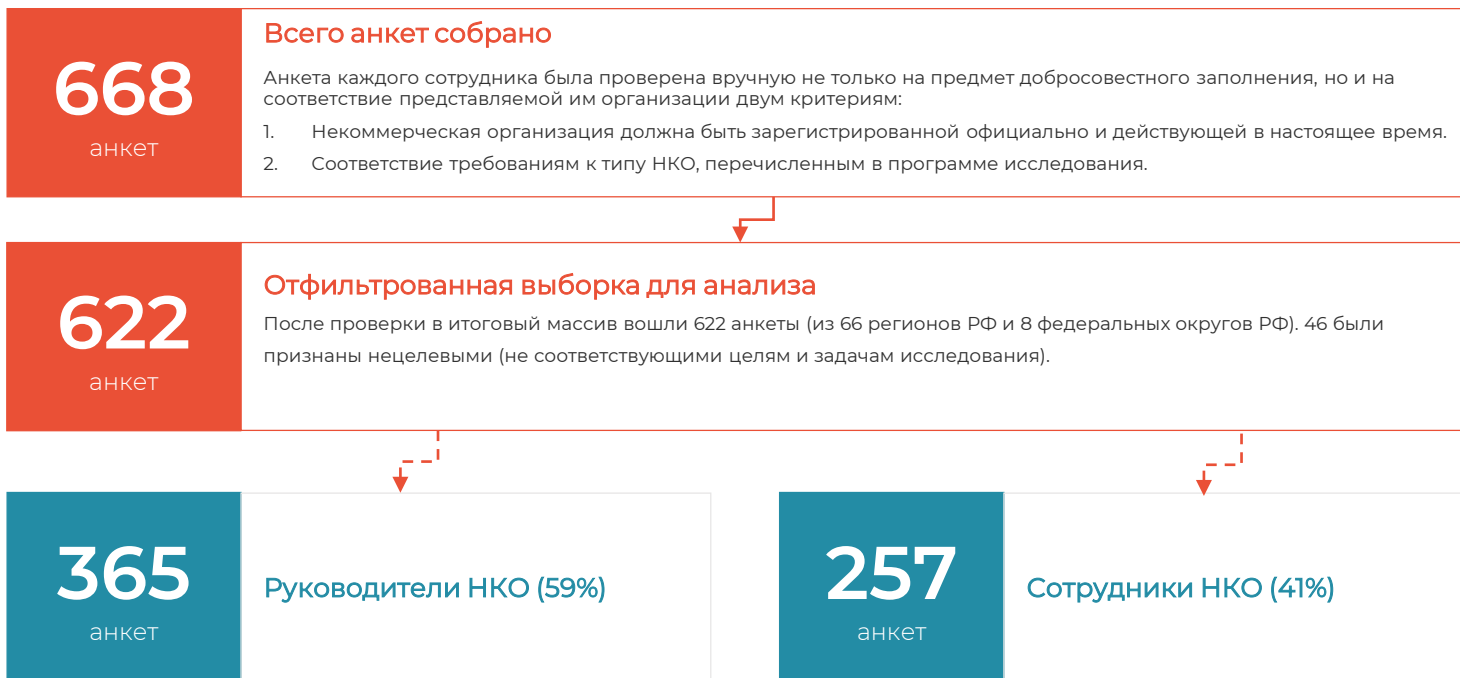 668
анкет
Всего анкет собрано
Анкета каждого сотрудника была проверена вручную не только на предмет добросовестного заполнения, но и на
соответствие представляемой им организации двум критериям:
1. Некоммерческая организация должна быть зарегистрированной официально и действующей в настоящее время.
2. Соответствие требованиям к типу НКО, перечисленным в программе исследования.
622
анкет
Отфильтрованная выборка для анализа
После проверки в итоговый массив вошли 622 анкеты (из 66 регионов РФ и 8 федеральных округов РФ). 46 были
признаны нецелевыми (не соответствующими целям и задачам исследования).
365
анкет
Руководители НКО (59%)
257
анкет
Сотрудники НКО (41%)